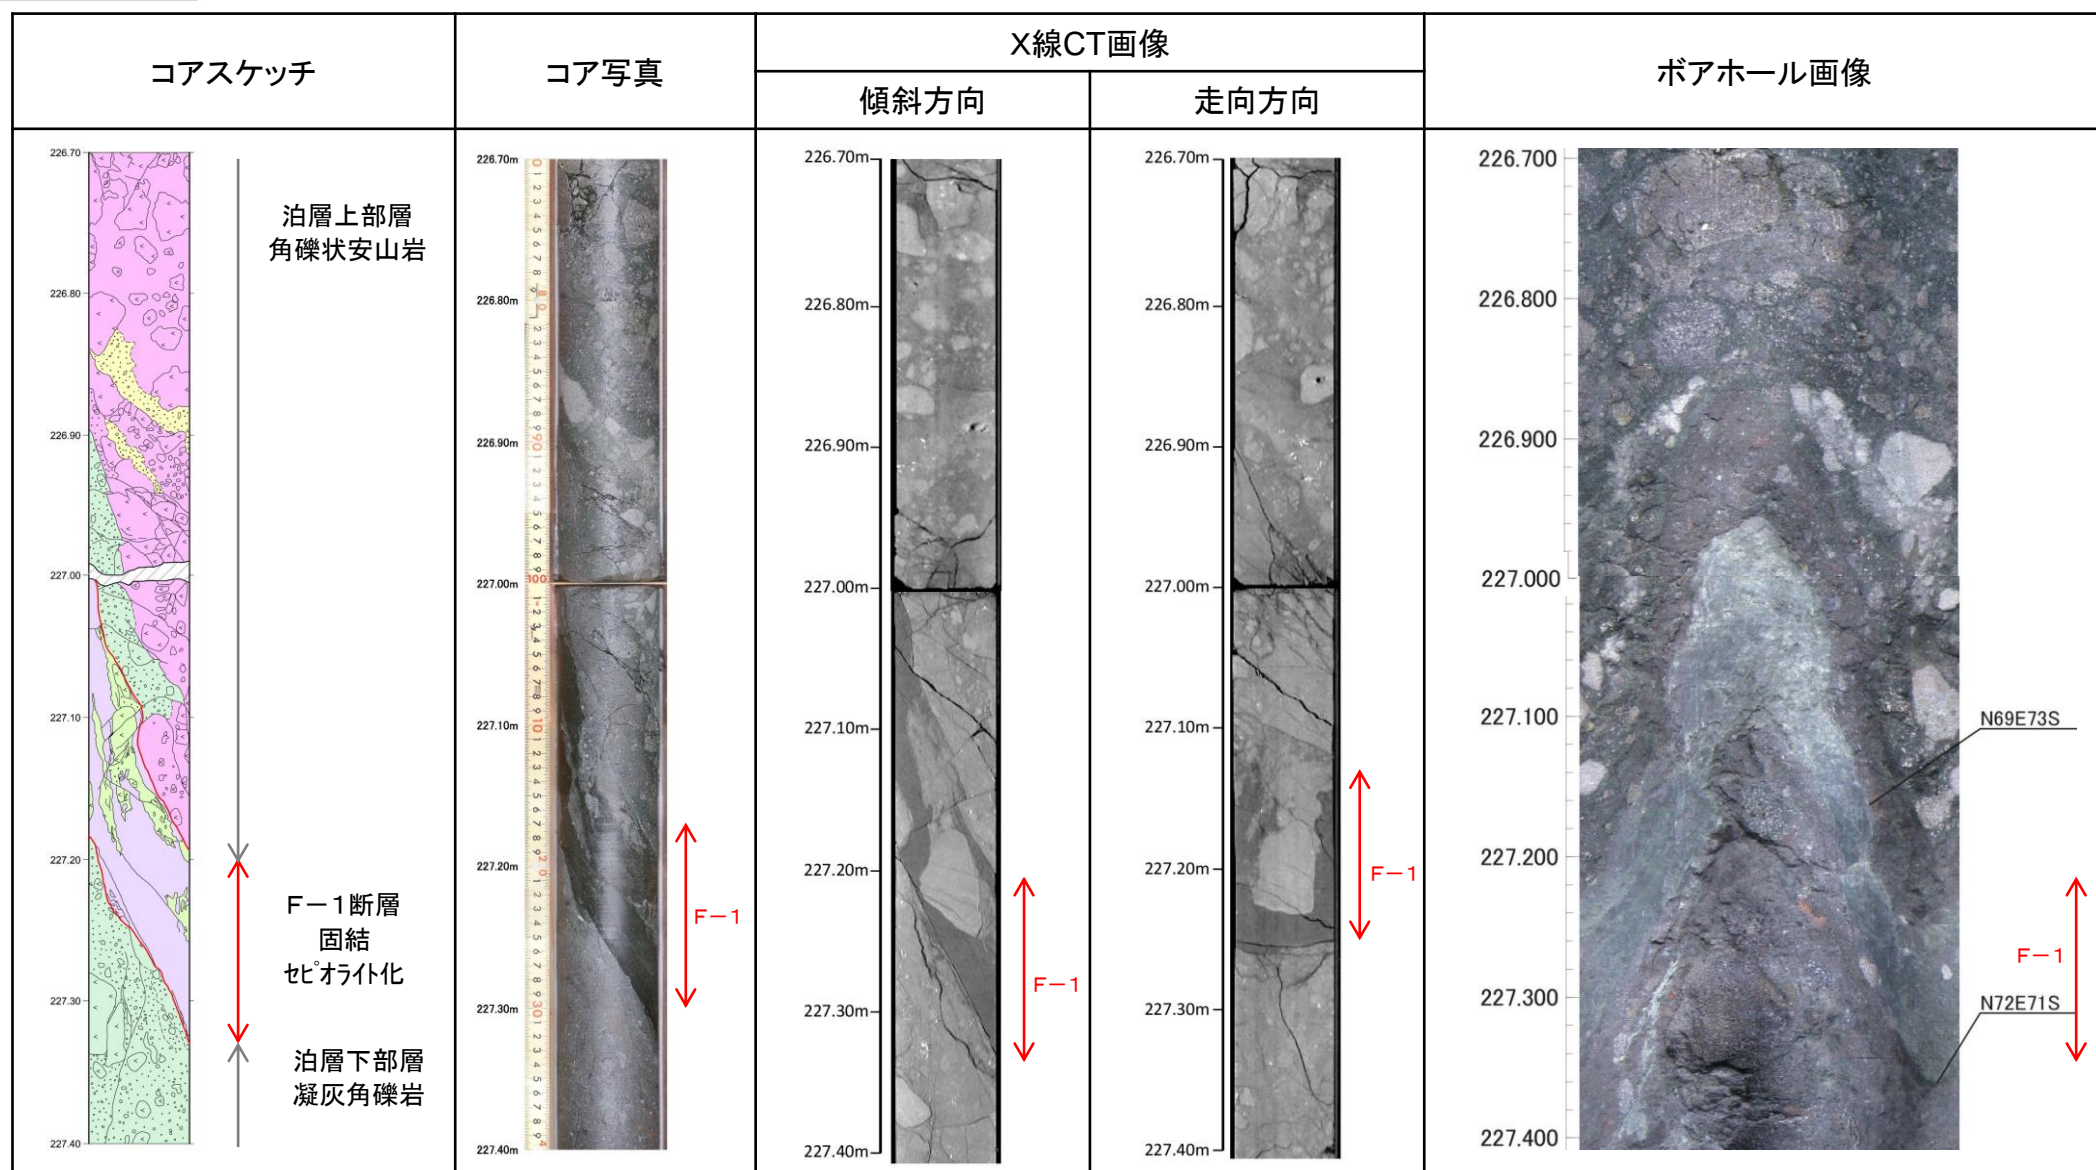 コアスケッチ
コア写真
X線CT画像
傾斜方向
走向方向
ボアホール画像
226.70
226.80
226.90
227.00
227.10
227.20
227.30
227.40
泊層上部層
角礫状安山岩
F−1断層
固結
セピオライト化
泊層下部層
凝灰角礫岩
226.70m
226.80m
226.90m
227.00m
227.10m
227.20m
227.30m
227.40m
F−1
226.70m
226.80m
226.90m
227.00m
227.10m
227.20m
227.30m
227.40m
F−1
226.70m
226.80m
226.90m
227.00m
227.10m
227.20m
227.30m
227.40m
F−1
226.700
226.800
226.900
227.000
227.100
227.200
227.300
227.400
N69E73S
N72E71S
F−1